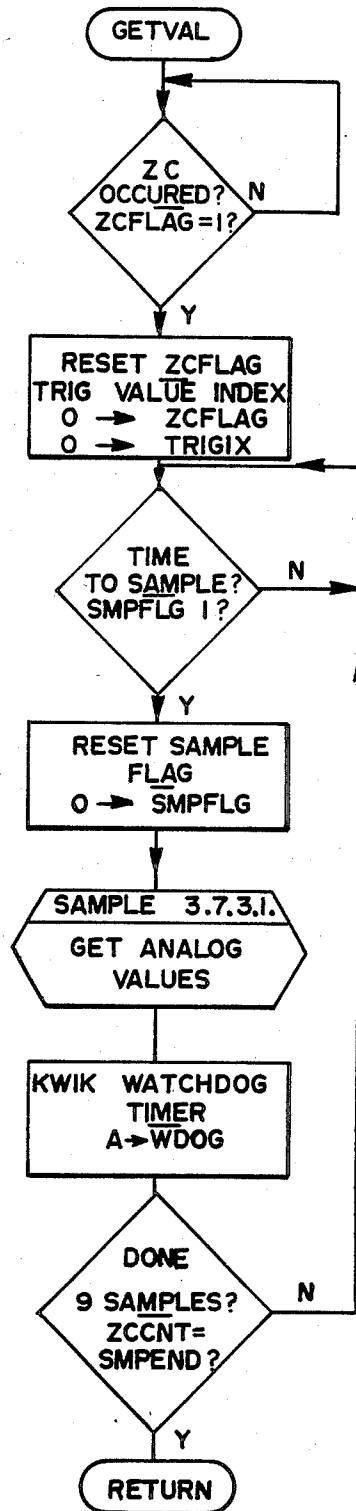 GETVAL
ZC
OCCURED? N
ZCFLAG=1?
Y
RESET ZCFLAG
TRIG VALUE INDEX
0 → ZCFLAG
0 → TRIGIX
TIME
TO SAMPLE? N
SMPFLG 1?
Y
RESET SAMPLE
FLAG
0 → SMPFLG
SAMPLE 3.7.3.1.
GET ANALOG
VALUES
KWIK WATCHDOG
TIMER
A→WDOG
DONE
9 SAMPLES? N
ZCCNT=
SMPEND?
Y
RETURN